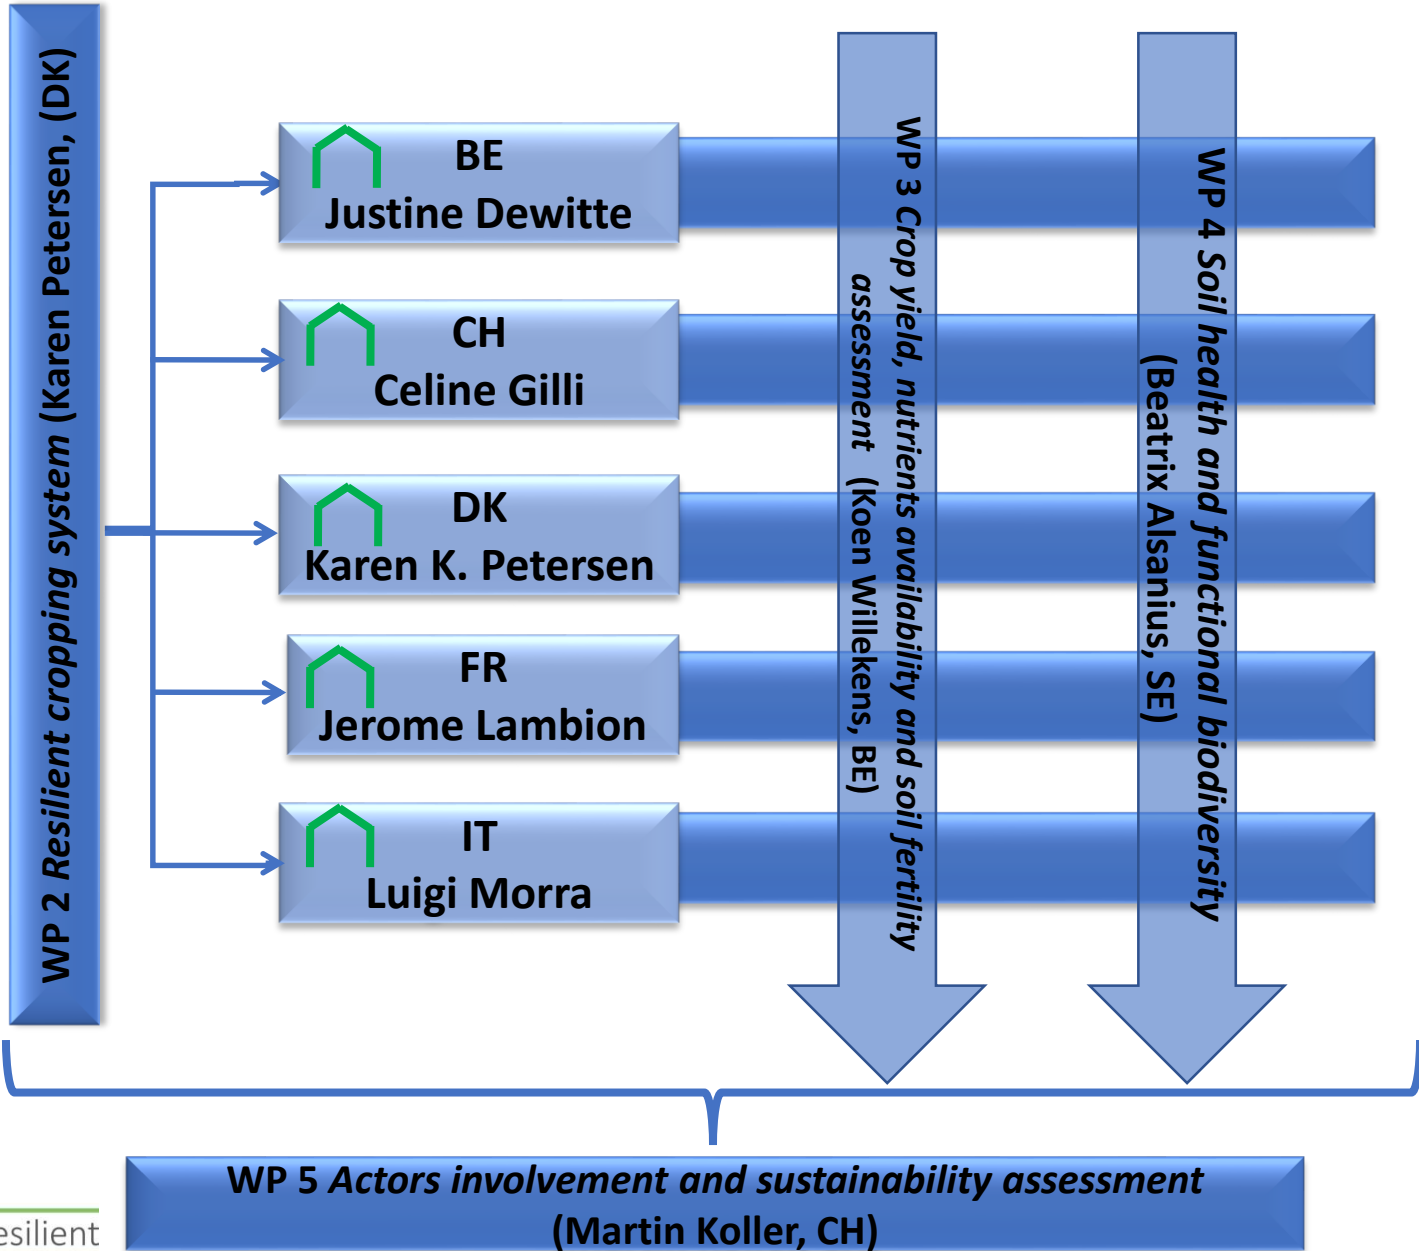 WP 2 Resilient cropping system (Karen Petersen, (DK)
BE
Justine Dewitte
CH
Celine Gilli
DK
Karen K. Petersen
FR
Jerome Lambion
IT
Luigi Morra
WP 3 Crop yield, nutrients availability and soil fertility
assessment (Koen Willekens, BE)
WP 4 Soil health and functional biodiversity
(Beatrix Alsanius, SE)
WP 5 Actors involvement and sustainability assessment
(Martin Koller, CH)
esilient